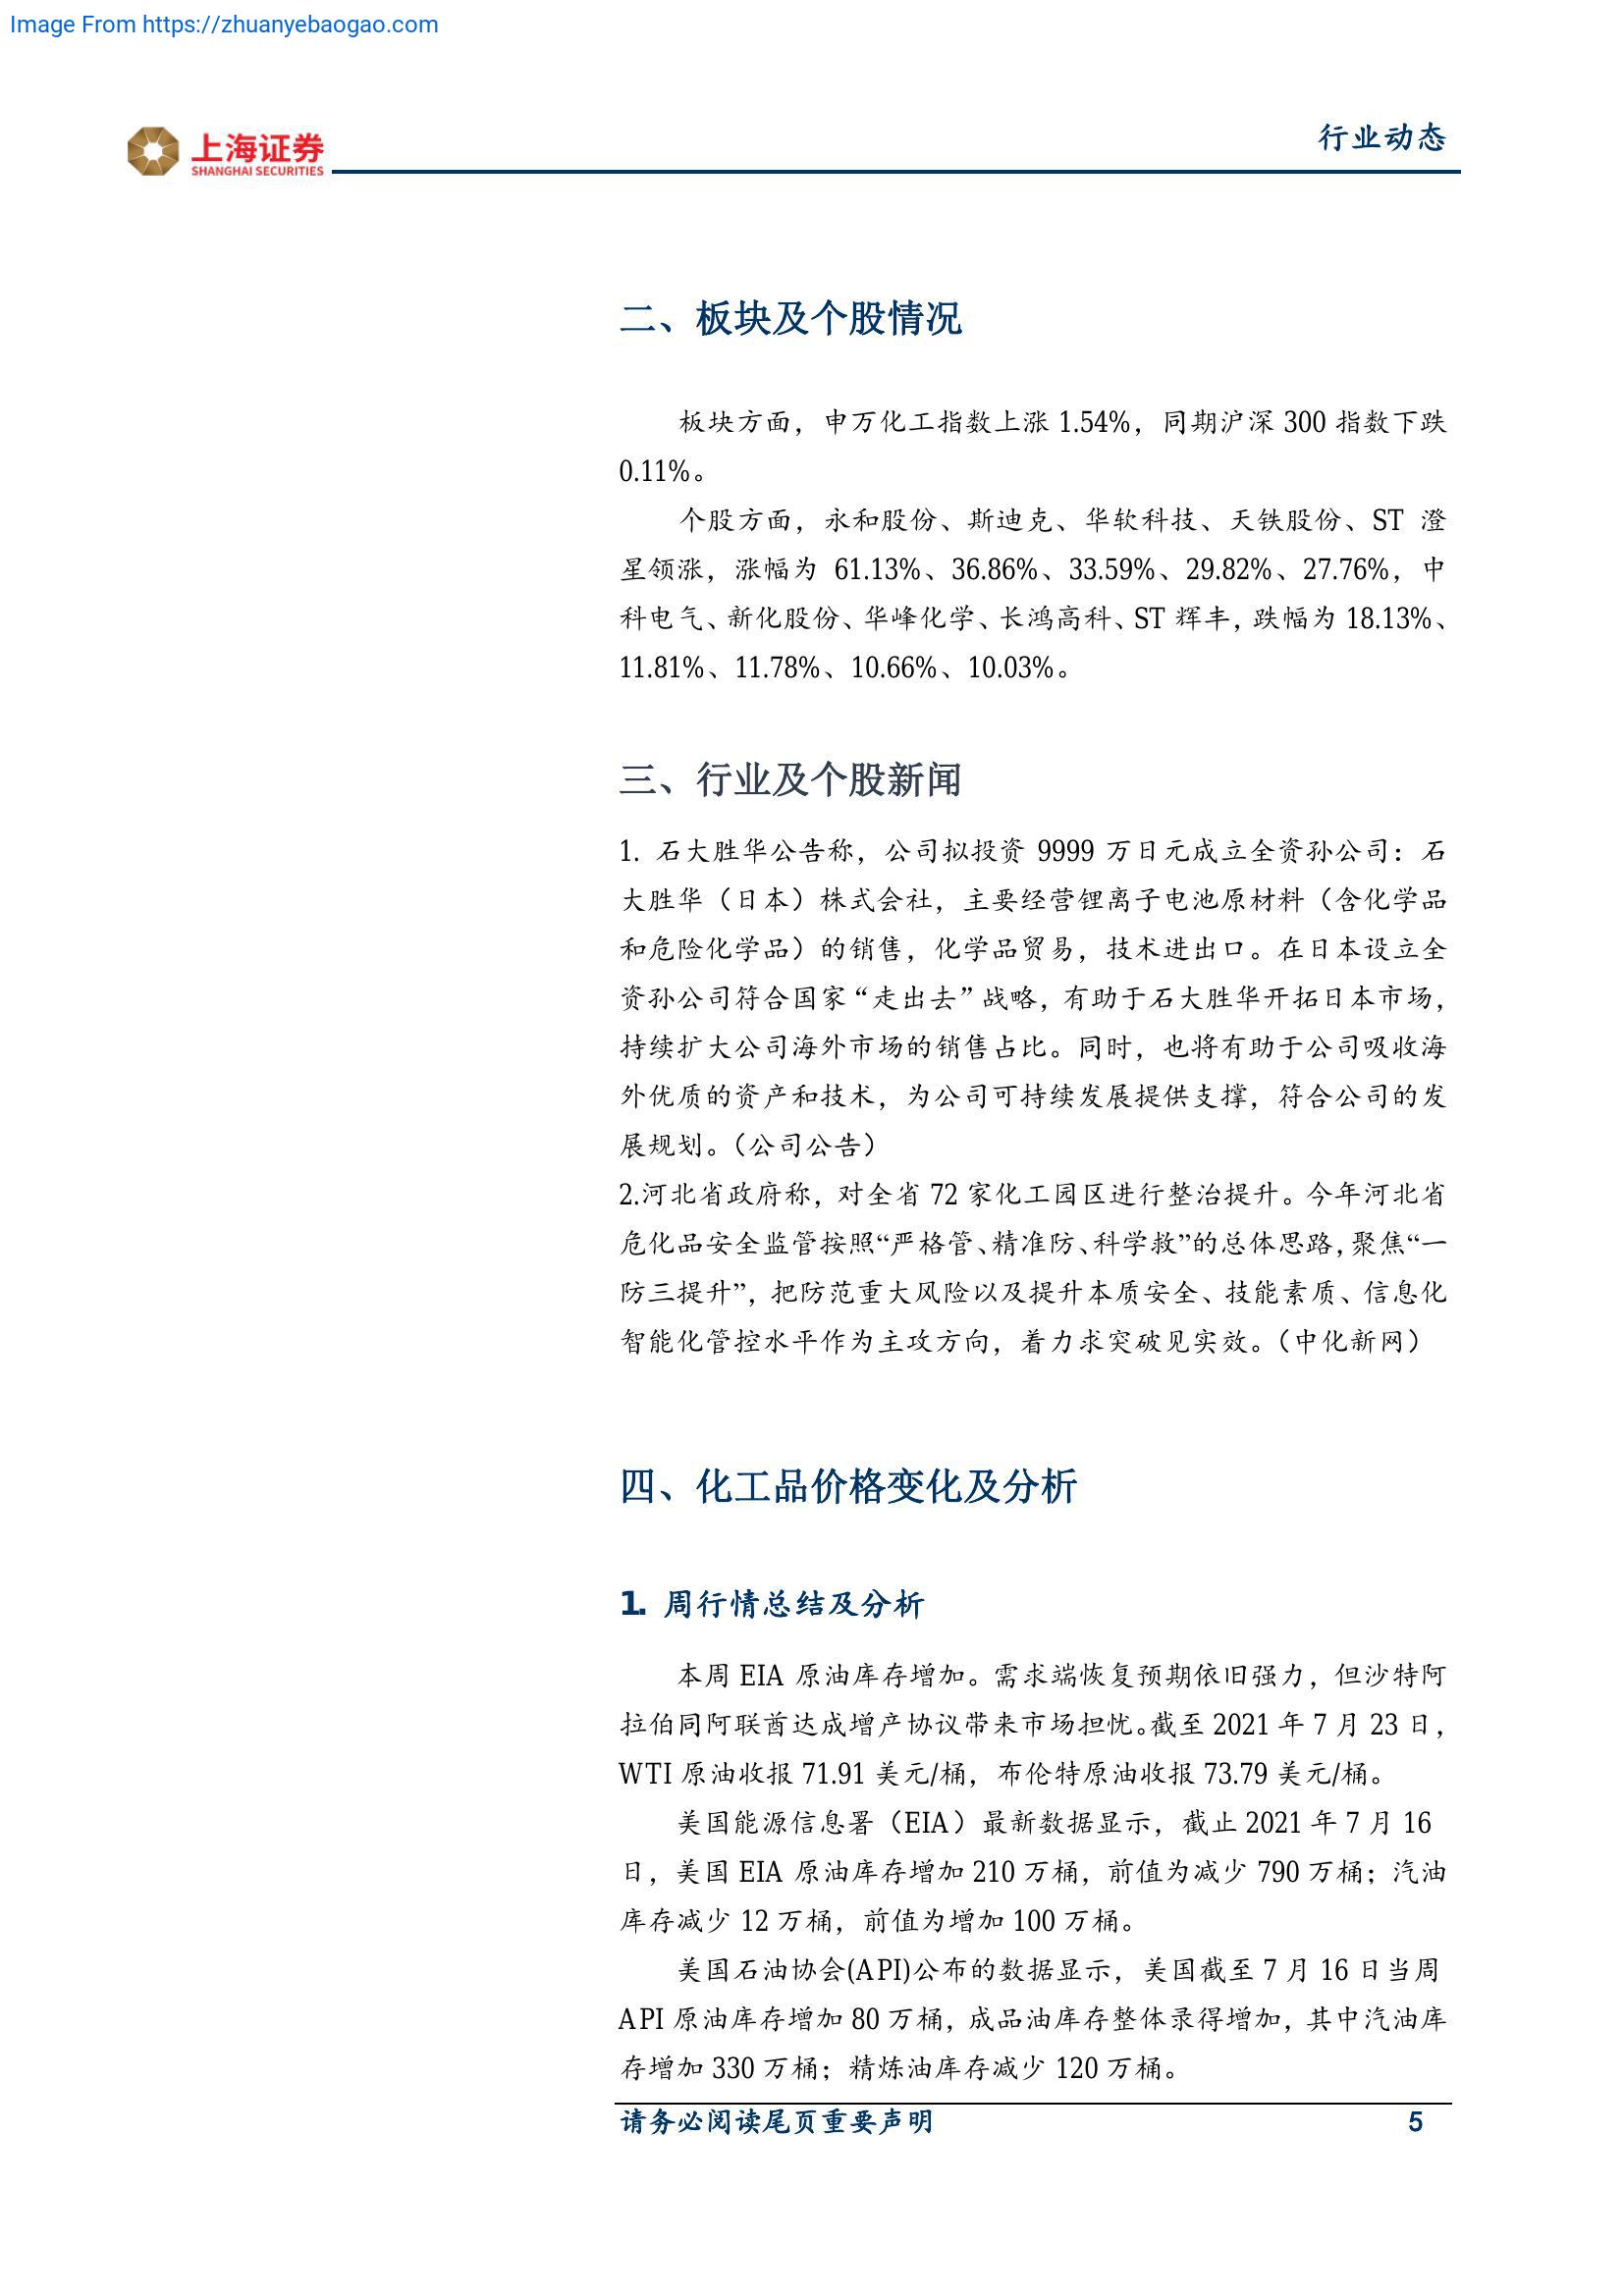 Image From https://zhuanyebaogao.com
上海证券
SHANGHAI SECURITIES
行业动态
二、板块及个股情况
板块方面，申万化工指数上涨 1.54%，同期沪深 300 指数下跌
0.11%。
个股方面，永和股份、斯迪克、华软科技、天铁股份、ST 澄
星领涨，涨幅为 61.13%、36.86%、33.59%、29.82%、27.76%，中
科电气、新化股份、华峰化学、长鸿高科、ST 辉丰，跌幅为 18.13%、
11.81%、11.78%、10.66%、10.03%。
三、行业及个股新闻
1. 石大胜华公告称，公司拟投资 9999 万日元成立全资孙公司：石
大胜华（日本）株式会社，主要经营锂离子电池原材料（含化学品
和危险化学品）的销售，化学品贸易，技术进出口。在日本设立全
资孙公司符合国家“走出去”战略，有助于石大胜华开拓日本市场，
持续扩大公司海外市场的销售占比。同时，也将有助于公司吸收海
外优质的资产和技术，为公司可持续发展提供支撑，符合公司的发
展规划。（公司公告）
2.河北省政府称，对全省 72 家化工园区进行整治提升。今年河北省
危化品安全监管按照“严格管、精准防、科学救”的总体思路，聚焦“一
防三提升”，把防范重大风险以及提升本质安全、技能素质、信息化
智能化管控水平作为主攻方向，着力求突破见实效。（中化新网）
四、化工品价格变化及分析
1. 周行情总结及分析
本周 EIA 原油库存增加。需求端恢复预期依旧强力，但沙特阿
拉伯同阿联酋达成增产协议带来市场担忧。截至 2021 年 7 月 23 日，
WTI 原油收报 71.91 美元/桶，布伦特原油收报 73.79 美元/桶。
美国能源信息署（EIA）最新数据显示，截止 2021 年 7 月 16
日，美国 EIA 原油库存增加 210 万桶，前值为减少 790 万桶；汽油
库存减少 12 万桶，前值为增加 100 万桶。
美国石油协会(API)公布的数据显示，美国截至 7 月 16 日当周
API 原油库存增加 80 万桶，成品油库存整体录得增加，其中汽油库
存增加 330 万桶；精炼油库存减少 120 万桶。
请务必阅读尾页重要声明 5